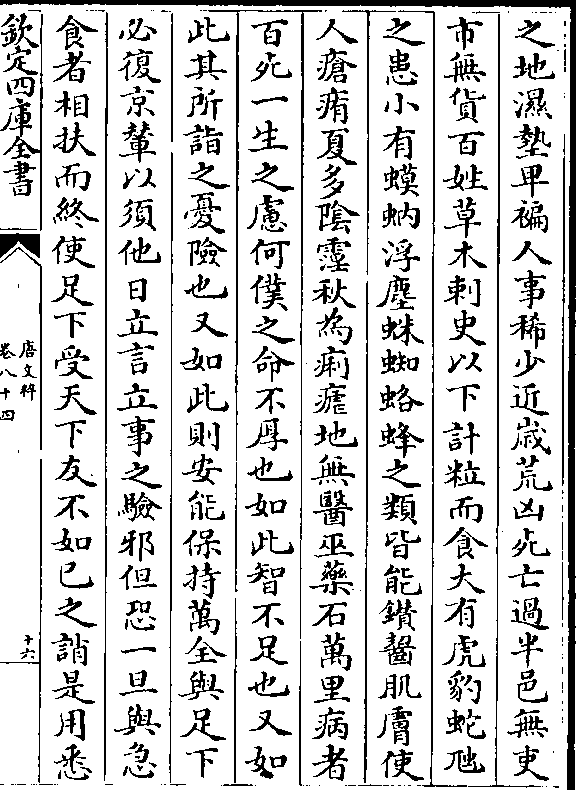 之地濕墊卑褊人事稀少近歳荒凶死亡過半邑無吏
市無貨百姓草木刺史以下計粒而食大有虎豹蛇虺
之患小有蟆蚋浮塵蛛蜘蛒蜂之類皆能鑚齧肌膚使
人瘡痏夏多陰霪秋為痢瘧地無醫巫藥石萬里病者
百死一生之慮何僕之命不厚也如此智不足也又如
此其所詣之憂險也又如此則安能保持萬全與足下
必復京輦以須他日立言立事之驗邪但恐一旦與急
食者相扶而終使足下受天下友不如已之誚是用悉
欽定四庫全書
唐文粹
卷八十四
十六